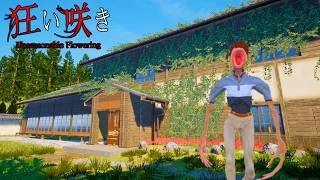 狂い咲き
Unseasonable Flowering